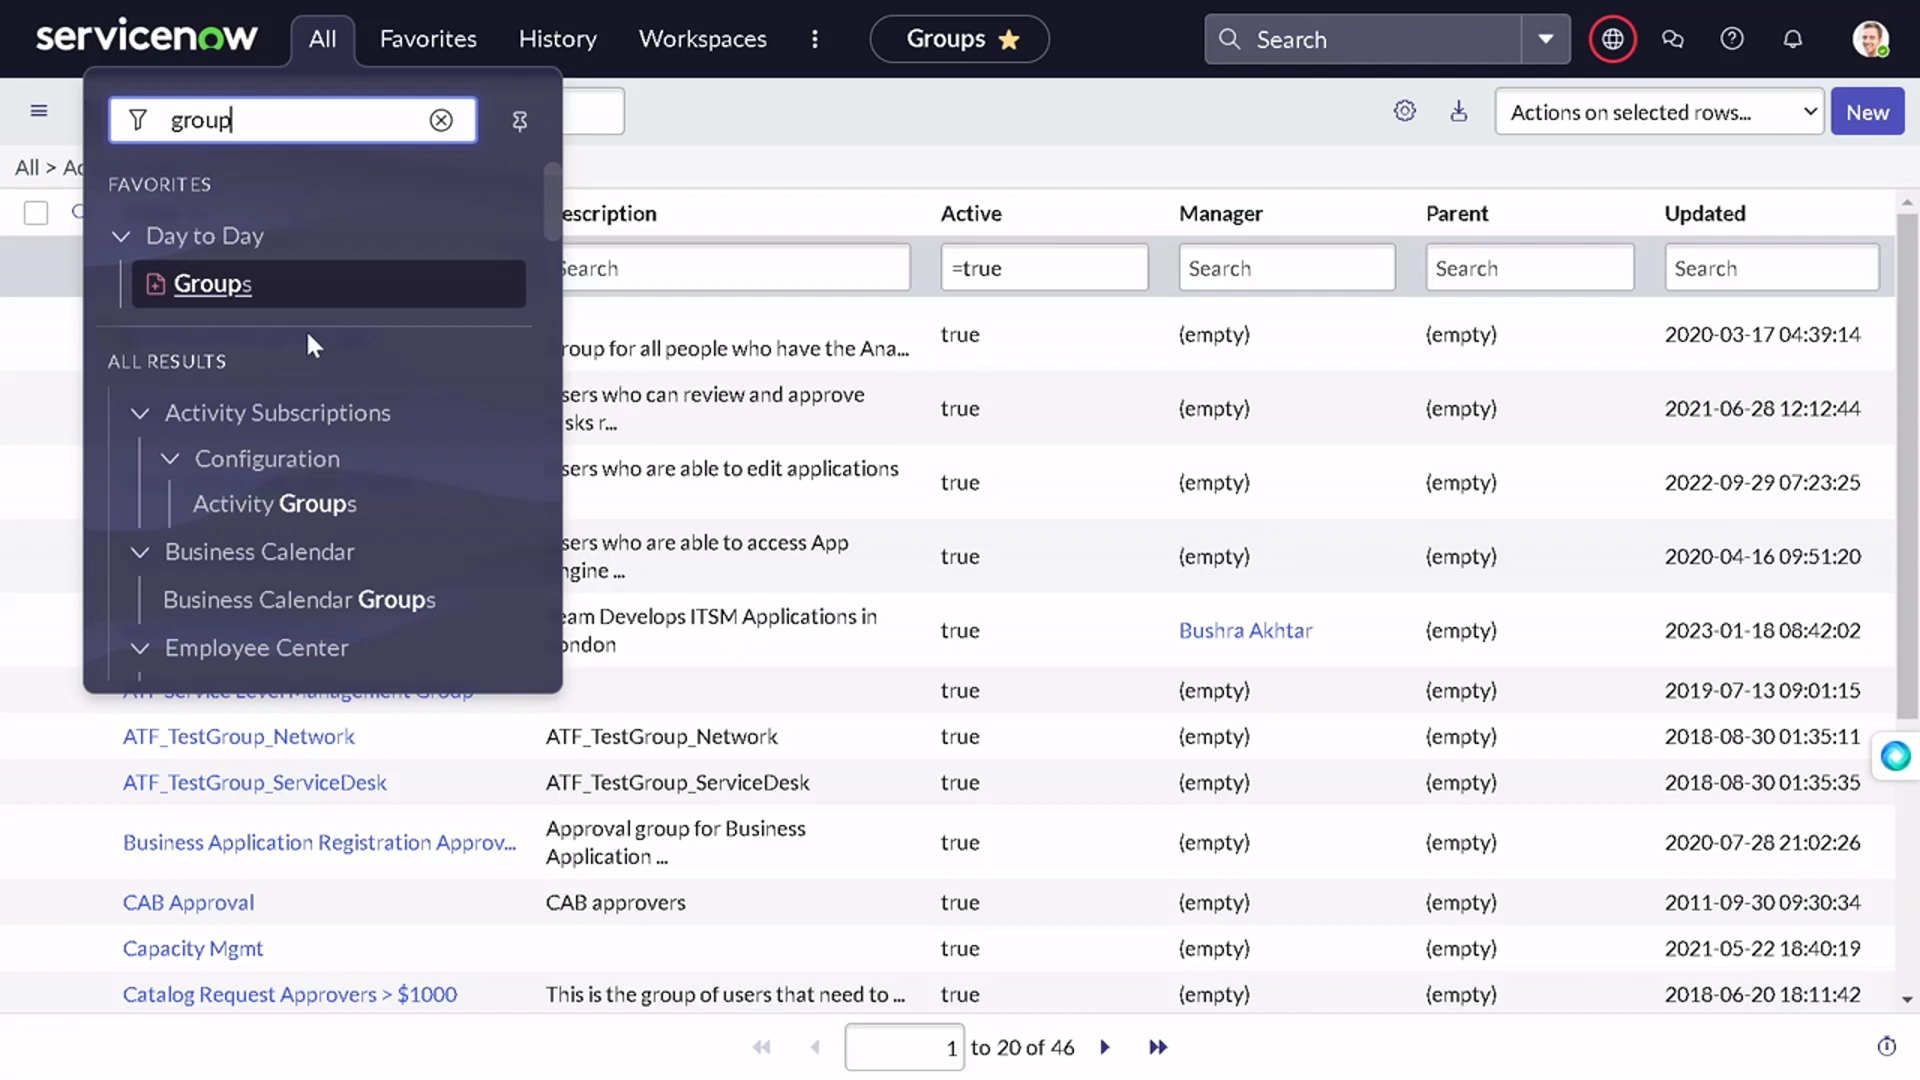 servicenow All Favorites History Workspaces Groups Search
group Actions on selected rows... New
All >
FAVORITES
Day to Day
Groups
ALL RESULTS
Activity Subscriptions
Configuration
Activity Groups
Business Calendar
Business Calendar Groups
Employee Center
escription Active Manager Parent Updated
Search =true Search Search Search
roup for all people who have the Ana... true (empty) (empty) 2020-03-17 04:39:14
sers who can review and approve
sks r... true (empty) (empty) 2021-06-28 12:12:44
sers who are able to edit applications true (empty) (empty) 2022-09-29 07:23:25
sers who are able to access App
ngine ... true (empty) (empty) 2020-04-16 09:51:20
eam Develops ITSM Applications in
ondon true Bushra Akhtar (empty) 2023-01-18 08:42:02
ATF Service Level Management Group true (empty) (empty) 2019-07-13 09:01:15
ATF_TestGroup_Network ATF_TestGroup_Network true (empty) (empty) 2018-08-30 01:35:11
ATF_TestGroup_ServiceDesk ATF_TestGroup_ServiceDesk true (empty) (empty) 2018-08-30 01:35:35
Business Application Registration Approv... Approval group for Business
Application ... true (empty) (empty) 2020-07-28 21:02:26
CAB Approval CAB approvers true (empty) (empty) 2011-09-30 09:30:34
Capacity Mgmt true (empty) (empty) 2021-05-22 18:40:19
Catalog Request Approvers > $1000 This is the group of users that need to ... true (empty) (empty) 2018-06-20 18:11:42
1 to 20 of 46